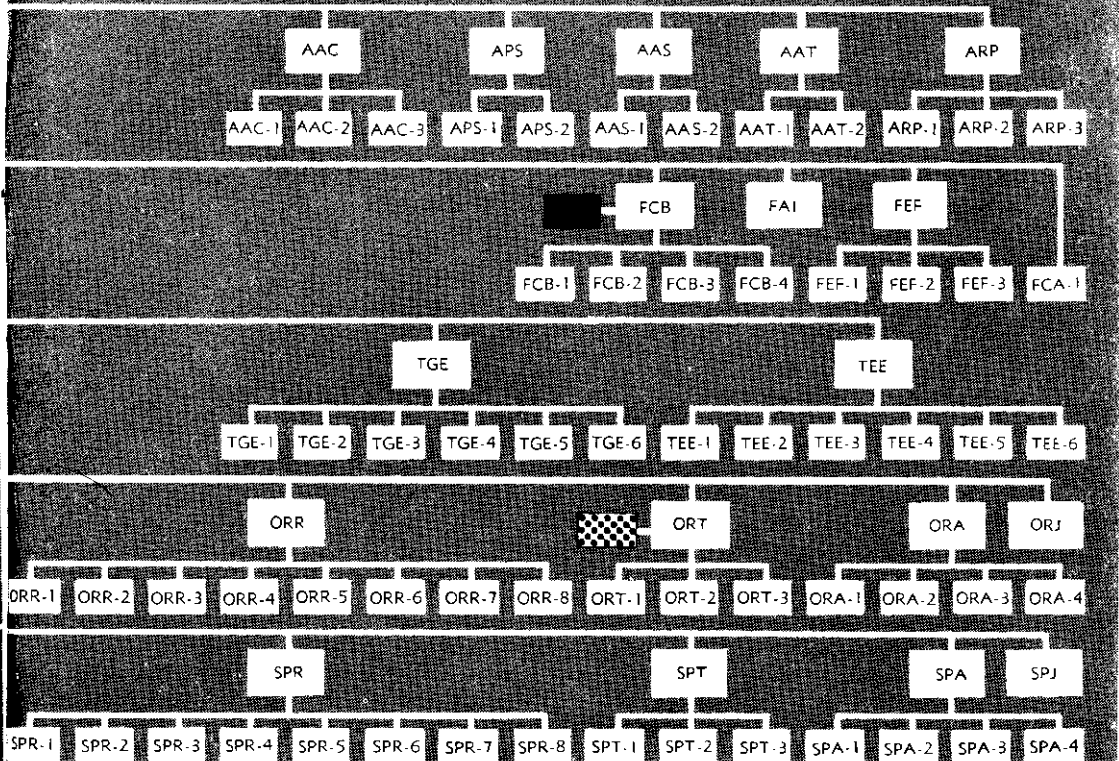 AAC APS AAS AAT ARP
AAC-1 AAC-2 AAC-3 APS-1 APS-2 AAS-1 AAS-2 AAT-1 AAT-2 ARP-1 ARP-2 ARP-3
FCB FAI FEF
FCB-1 FCB-2 FCB-3 FCB-4 FEF-1 FEF-2 FEF-3 FCA-1
TGE TEE
TGE-1 TGE-2 TGE-3 TGE-4 TGE-5 TGE-6 TEE-1 TEE-2 TEE-3 TEE-4 TEE-5 TEE-6
ORR ORT ORA ORJ
ORR-1 ORR-2 ORR-3 ORR-4 ORR-5 ORR-6 ORR-7 ORR-8 ORT-1 ORT-2 ORT-3 ORA-1 ORA-2 ORA-3 ORA-4
SPR SPT SPA SPJ
SPR-1 SPR-2 SPR-3 SPR-4 SPR-5 SPR-6 SPR-7 SPR-8 SPT-1 SPT-2 SPT-3 SPA-1 SPA-2 SPA-3 SPA-4